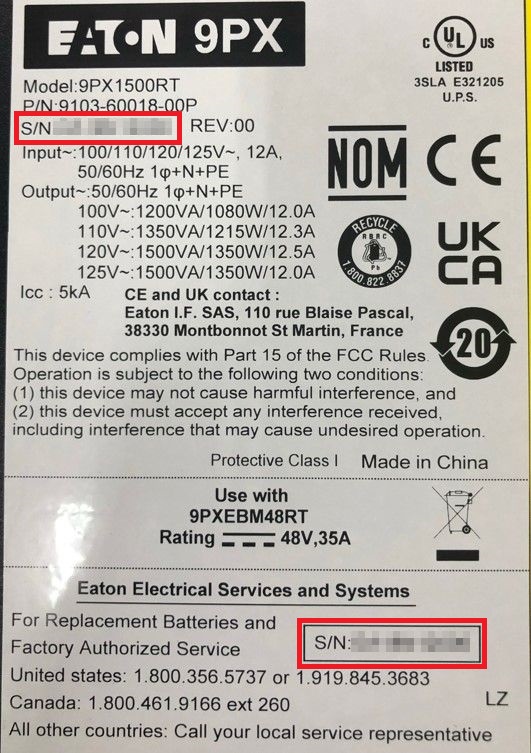 EATON 9PX
C UL US
LISTED
3SLA E321205
U.P.S.
Model:9PX1500RT
P/N:9103-60018-00P
S/N REV:00
Input~:100/110/120/125V~, 12A,
50/60Hz 1φ+N+PE
Output~:50/60Hz 1φ+N+PE
100V~:1200VA/1080W/12.0A
110V~:1350VA/1215W/12.3A
120V~:1500VA/1350W/12.5A
125V~:1500VA/1350W/12.0A
NOM CE
RECYCLE
RBRC
Pb
1.800.822.8837
UK
CA
Icc : 5kA
CE and UK contact :
Eaton I.F. SAS, 110 rue Blaise Pascal,
38330 Montbonnot St Martin, France
20
This device complies with Part 15 of the FCC Rules.
Operation is subject to the following two conditions:
(1) this device may not cause harmful interference, and
(2) this device must accept any interference received,
including interference that may cause undesired operation.
Protective Class I Made in China
Use with
9PXEBM48RT
Rating 48V,35A
Eaton Electrical Services and Systems
For Replacement Batteries and
Factory Authorized Service
S/N:
United states: 1.800.356.5737 or 1.919.845.3683
Canada: 1.800.461.9166 ext 260
LZ
All other countries: Call your local service representative